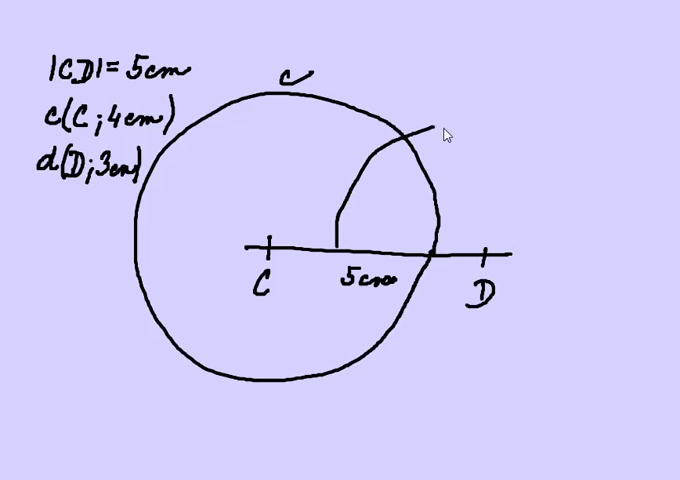 |CD| = 5cm
c(C; 4cm)
d(D; 3cm)
c
5cm
C
D